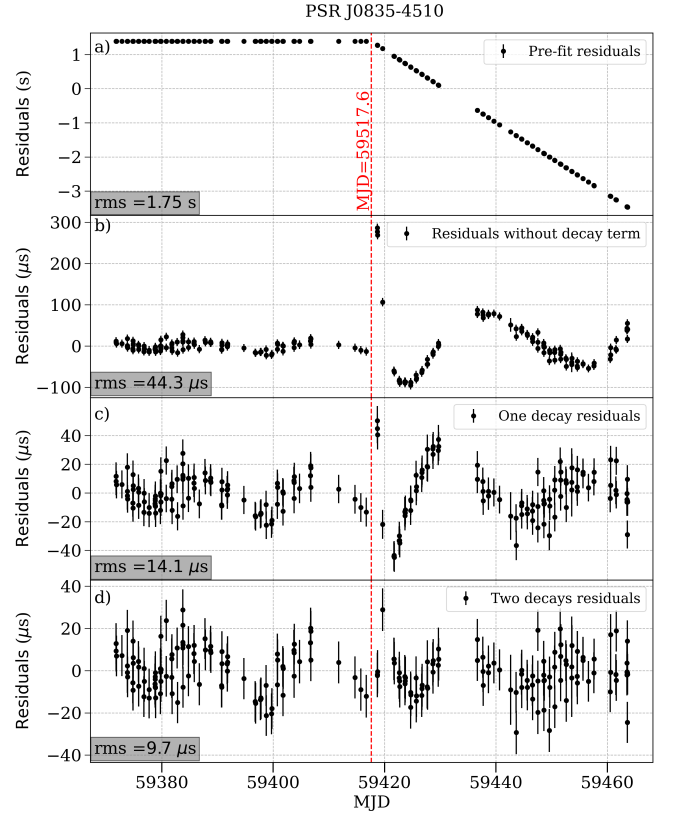 PSR J0835-4510
a)
Pre-fit residuals
Residuals (s)
1
0
−1
−2
−3
MJD=59517.6
rms =1.75 s
b)
Residuals without decay term
Residuals (μs)
300
200
100
0
−100
rms =44.3 μs
c)
One decay residuals
Residuals (μs)
40
20
0
−20
−40
rms =14.1 μs
d)
Two decays residuals
Residuals (μs)
40
20
0
−20
−40
rms =9.7 μs
59380 59400 59420 59440 59460
MJD